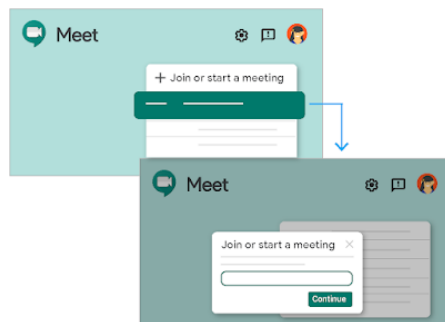 Meet
+ Join or start a meeting
Meet
Join or start a meeting
Continue